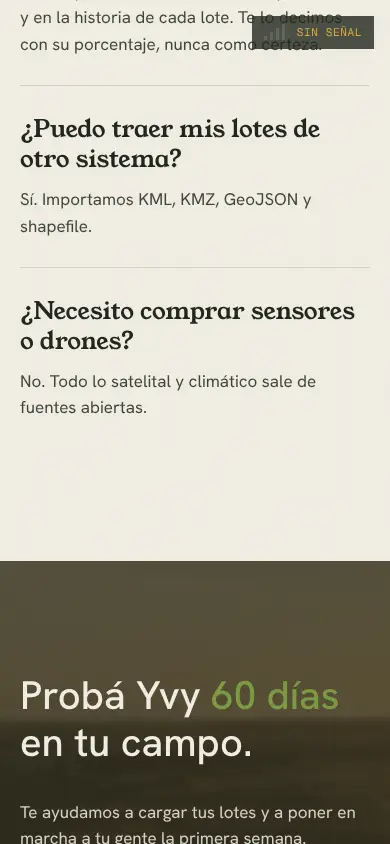 y en la historia de cada lote. Te lo decimos
SIN SEÑAL
con su porcentaje, nunca como certeza.
¿Puedo traer mis lotes de
otro sistema?
Sí. Importamos KML, KMZ, GeoJSON y
shapefile.
¿Necesito comprar sensores
o drones?
No. Todo lo satelital y climático sale de
fuentes abiertas.
Probá Yvy 60 días
en tu campo.
Te ayudamos a cargar tus lotes y a poner en
marcha a tu gente la primera semana.